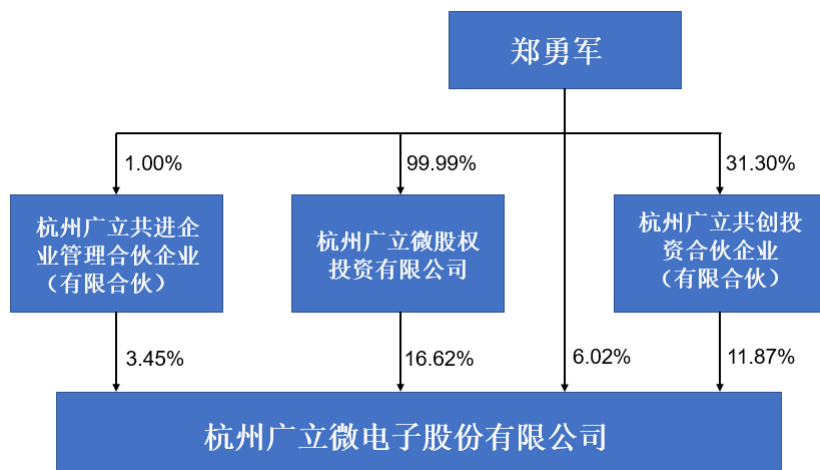 郑勇军
1.00%
99.99%
31.30%
杭州广立共进企
业管理合伙企业
（有限合伙）
杭州广立微股权
投资有限公司
杭州广立共创投
资合伙企业
（有限合伙）
3.45%
16.62%
6.02%
11.87%
杭州广立微电子股份有限公司